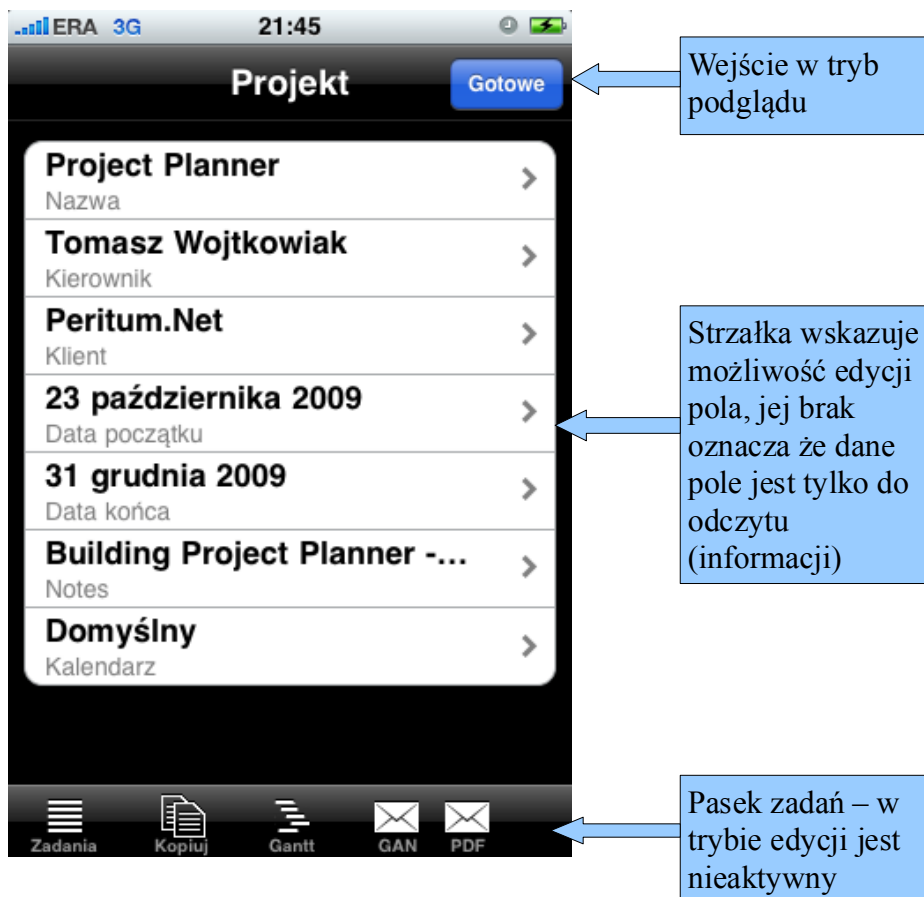 ERA 3G 21:45
Projekt
Gotowe
Wejście w tryb
podglądu
Project Planner
Nazwa
Tomasz Wojtkowiak
Kierownik
Peritum.Net
Klient
23 października 2009
Data początku
31 grudnia 2009
Data końca
Building Project Planner -...
Notes
Domyślny
Kalendarz
Strzałka wskazuje
możliwość edycji
pola, jej brak
oznacza że dane
pole jest tylko do
odczytu
(informacji)
Zadania
Kopiuj
Gantt
GAN
PDF
Pasek zadań – w
trybie edycji jest
nieaktywny